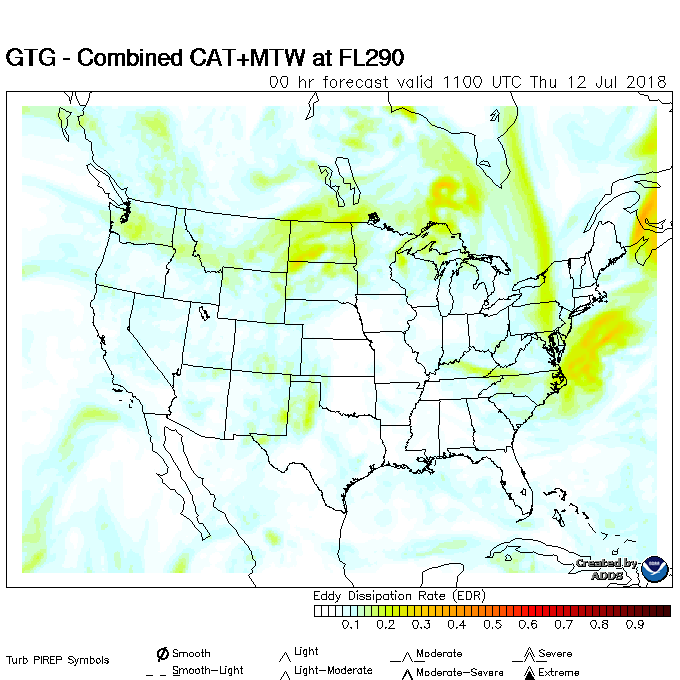 GTG - Combined CAT+MTW at FL290
00 hr forecast valid 1100 UTC Thu 12 Jul 2018
Created by
ADDS
Eddy Dissipation Rate (EDR)
0.1 0.2 0.3 0.4 0.5 0.6 0.7 0.8 0.9
Turb PIREP Symbols
Smooth
Light
Moderate
Severe
Smooth-Light
Light-Moderate
Moderate-Severe
Extreme